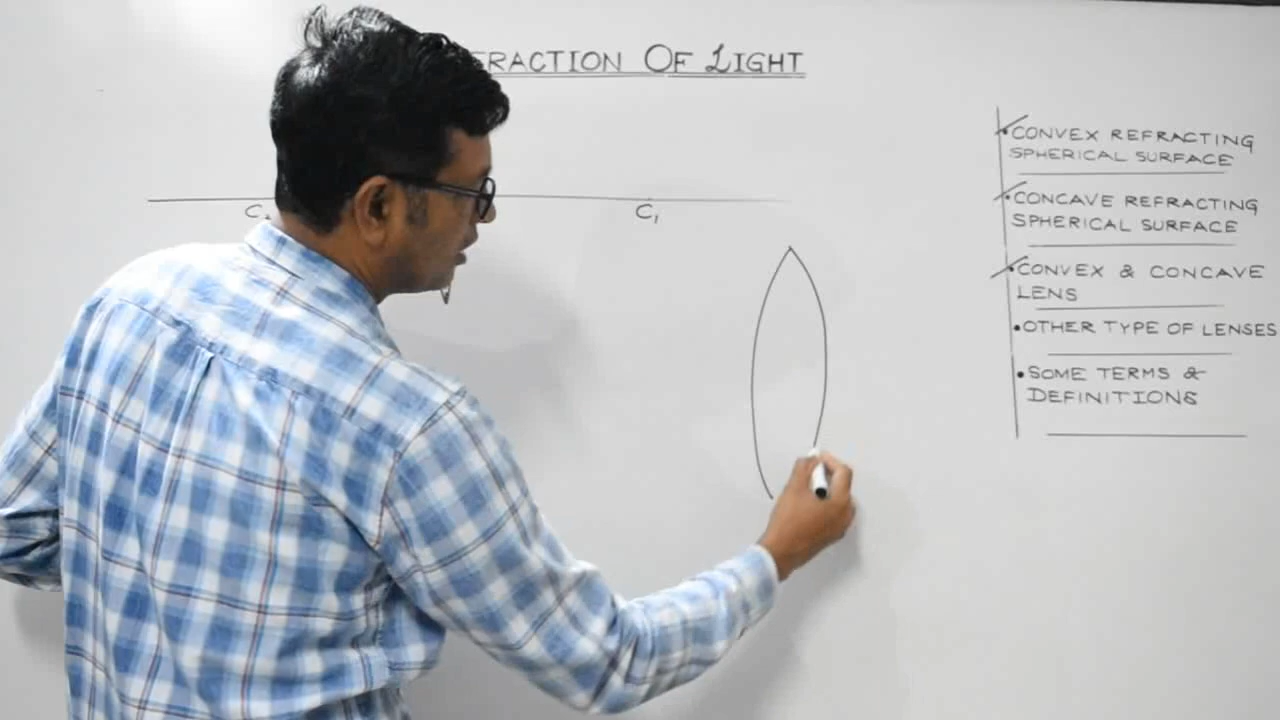 FRACTION OF LIGHT
C₁
• CONVEX REFRACTING
SPHERICAL SURFACE
• CONCAVE REFRACTING
SPHERICAL SURFACE
• CONVEX & CONCAVE
LENS
• OTHER TYPE OF LENSES
• SOME TERMS &
DEFINITIONS